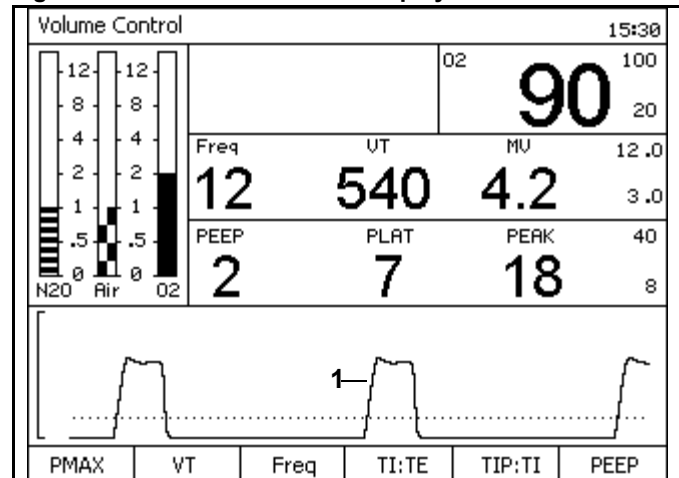 Volume Control 15:30
12 12
8 8
4 4
2 2
1 1
.5 .5
0 0
N2O Air O2
O2 90 100
20
Freq VT MV 12.0
12 540 4.2 3.0
PEEP PLAT PEAK 40
2 7 18 8
1
PMAX VT Freq TI:TE TIP:TI PEEP